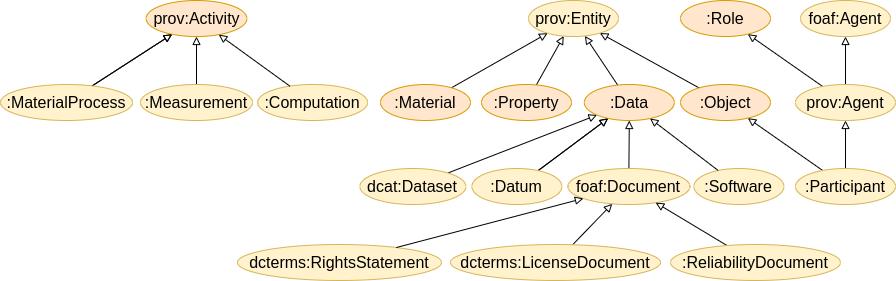 prov:Activity
prov:Entity
:Role
foaf:Agent
:MaterialProcess
:Measurement
:Computation
:Material
:Property
:Data
:Object
prov:Agent
dcat:Dataset
:Datum
foaf:Document
:Software
:Participant
dcterms:RightsStatement
dcterms:LicenseDocument
:ReliabilityDocument